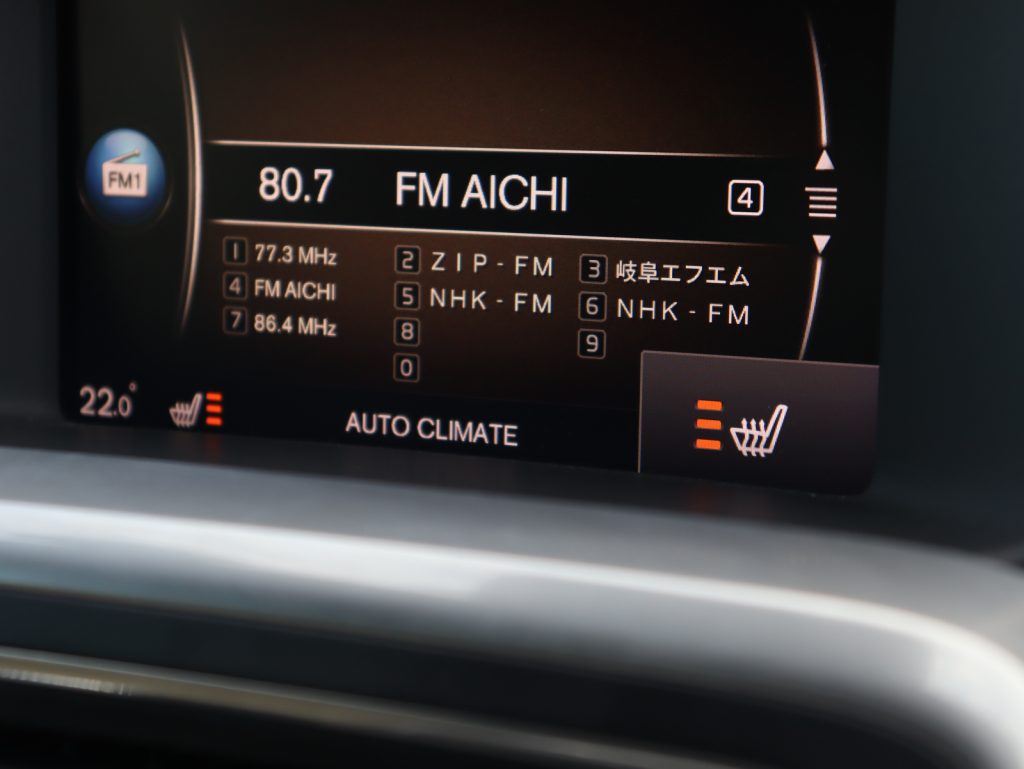 FM1
80.7 FM AICHI 4
1 77.3 MHz 2 ZIP-FM 3 岐阜エフエム
4 FM AICHI 5 NHK-FM 6 NHK-FM
7 86.4 MHz 8 9
0
22.0° AUTO CLIMATE